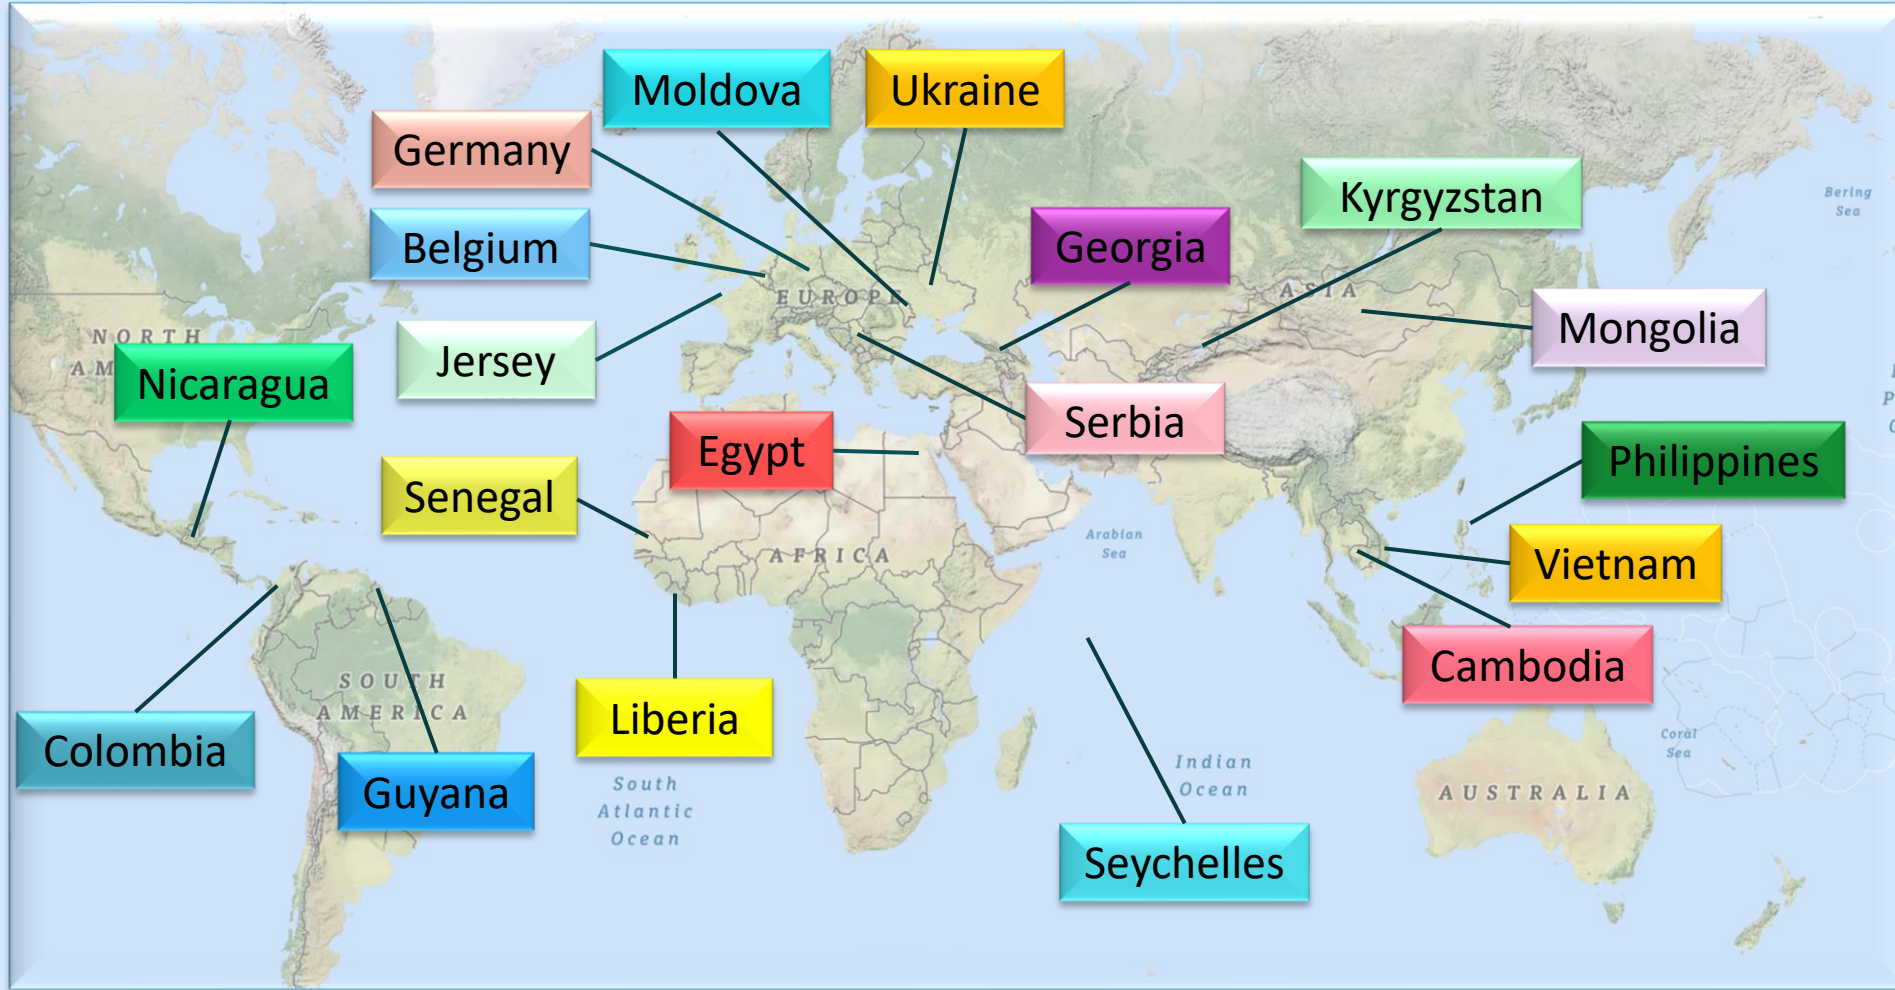 Moldova
Ukraine
Germany
Kyrgyzstan
Bering
Sea
Belgium
Georgia
EUROPE
ASIA
NORTH
AM
Mongolia
Jersey
Nicaragua
Serbia
Egypt
Philippines
Senegal
Arabian
Sea
AFRICA
Vietnam
Cambodia
SOUTH
AMERICA
Liberia
Colombia
Coral
Sea
Guyana
South
Atlantic
Ocean
Indian
Ocean
AUSTRALIA
Seychelles